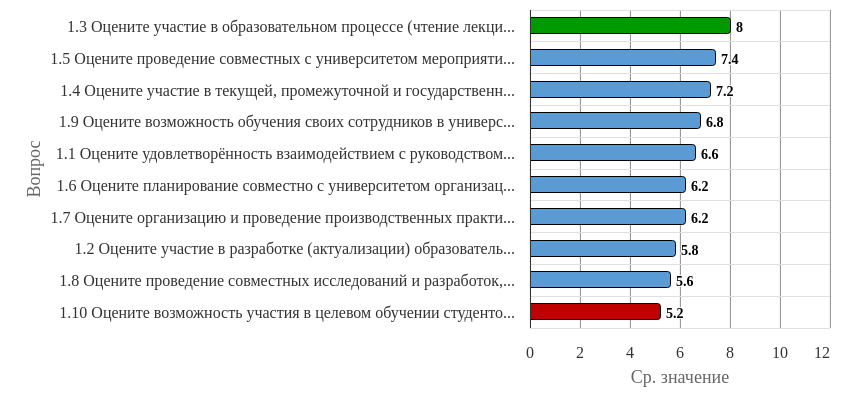 1.3 Оцените участие в образовательном процессе (чтение лекци... 8
1.5 Оцените проведение совместных с университетом мероприяти... 7.4
1.4 Оцените участие в текущей, промежуточной и государственн... 7.2
1.9 Оцените возможность обучения своих сотрудников в универс... 6.8
1.1 Оцените удовлетворённость взаимодействием с руководством... 6.6
1.6 Оцените планирование совместно с университетом организац... 6.2
1.7 Оцените организацию и проведение производственных практи... 6.2
1.2 Оцените участие в разработке (актуализации) образователь... 5.8
1.8 Оцените проведение совместных исследований и разработок,... 5.6
1.10 Оцените возможность участия в целевом обучении студенто... 5.2
Вопрос
0 2 4 6 8 10 12
Ср. значение